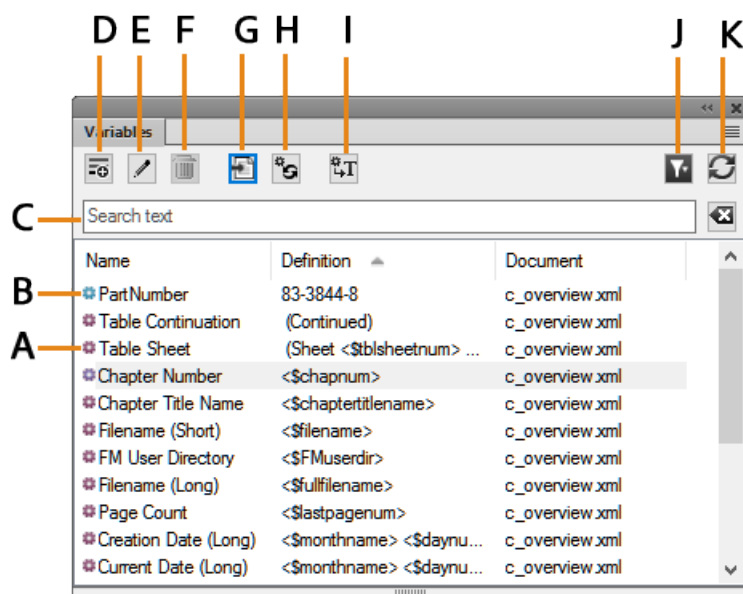 D E F G H I J K
Variables
T
C Search text
Name Definition Document
B PartNumber 83-3844-8 c_overview.xml
Table Continuation (Continued) c_overview.xml
A Table Sheet (Sheet <$tblsheetnum> ... c_overview.xml
Chapter Number <$chapnum> c_overview.xml
Chapter Title Name <$chaptertitlename> c_overview.xml
Filename (Short) <$filename> c_overview.xml
FM User Directory <$FMuserdir> c_overview.xml
Filename (Long) <$fullfilename> c_overview.xml
Page Count <$lastpagenum> c_overview.xml
Creation Date (Long) <$monthname> <$daynu... c_overview.xml
Current Date (Long) <$monthname> <$daynu... c_overview.xml